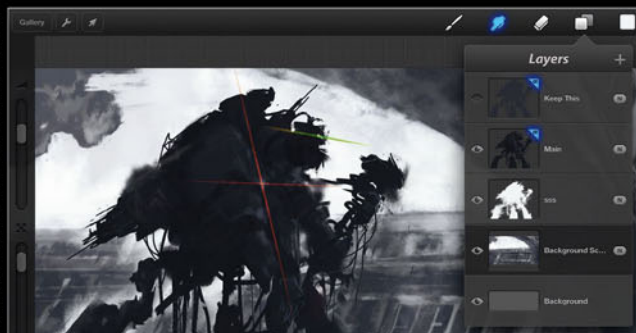 Gallery
Layers
Keep This
N
Main
N
sss
N
Background Sc...
N
Background